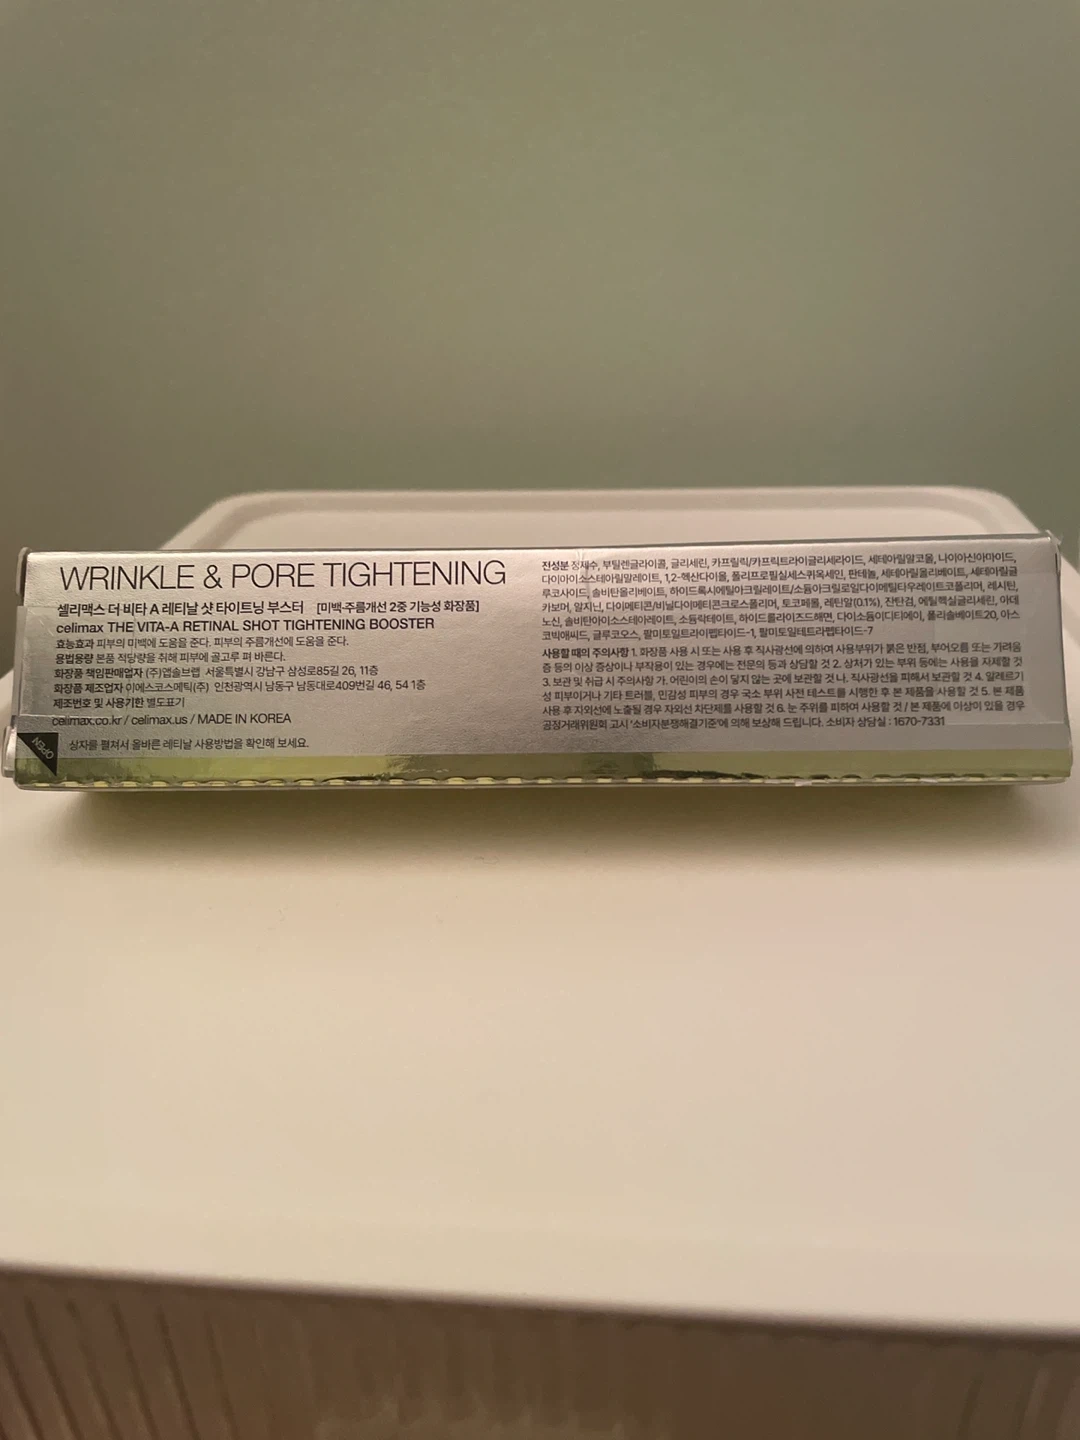 WRINKLE & PORE TIGHTENING
셀리맥스 더 비타 A 레티날 샷 타이트닝 부스터 [미백·주름개선 2중 기능성 화장품]
celimax THE VITA-A RETINAL SHOT TIGHTENING BOOSTER
효능효과 피부의 미백에 도움을 준다. 피부의 주름개선에 도움을 준다.
용법용량 본품 적당량을 취해 피부에 골고루 펴 바른다.
화장품 책임판매업자 (주)앱솔브랩 서울특별시 강남구 삼성로85길 26, 11층
화장품 제조업자 이에스코스메틱(주) 인천광역시 남동구 남동대로409번길 46, 54 1층
제조번호 및 사용기한 별도표기
celimax.co.kr / celimax.us / MADE IN KOREA
OPEN
상자를 펼쳐서 올바른 레티날 사용방법을 확인해 보세요.
전성분 정제수, 부틸렌글라이콜, 글리세린, 카프릴릭/카프릭트라이글리세라이드, 세테아릴알코올, 나이아신아마이드,
다이아이소스테아릴말레이트, 1,2-헥산다이올, 폴리프로필실세스퀴옥세인, 판테놀, 세테아릴올리베이트, 세테아릴글
루코사이드, 솔비탄올리베이트, 하이드록시에틸아크릴레이트/소듐아크릴로일다이메틸타우레이트코폴리머, 레시틴,
카보머, 알지닌, 다이메티콘/비닐다이메티콘크로스폴리머, 토코페롤, 레틴알(0.1%), 잔탄검, 에틸헥실글리세린, 아데
노신, 솔비탄아이소스테아레이트, 소듐락테이트, 하이드롤라이즈드해면, 다이소듐이디티에이, 폴리솔베이트20, 아스
코빅애씨드, 글루코오스, 팔미토일트라이펩타이드-1, 팔미토일테트라펩타이드-7
사용할 때의 주의사항 1. 화장품 사용 시 또는 사용 후 직사광선에 의하여 사용부위가 붉은 반점, 부어오름 또는 가려움
증 등의 이상 증상이나 부작용이 있는 경우에는 전문의 등과 상담할 것 2. 상처가 있는 부위 등에는 사용을 자제할 것
3. 보관 및 취급 시 주의사항 가. 어린이의 손이 닿지 않는 곳에 보관할 것 나. 직사광선을 피해서 보관할 것 4. 알레르기
성 피부이거나 기타 트러블, 민감성 피부의 경우 국소 부위 사전 테스트를 시행한 후 본 제품을 사용할 것 5. 본 제품
사용 후 자외선에 노출될 경우 자외선 차단제를 사용할 것 6. 눈 주위를 피하여 사용할 것 / 본 제품에 이상이 있을 경우
공정거래위원회 고시 '소비자분쟁해결기준'에 의해 보상해 드립니다. 소비자 상담실 : 1670-7331